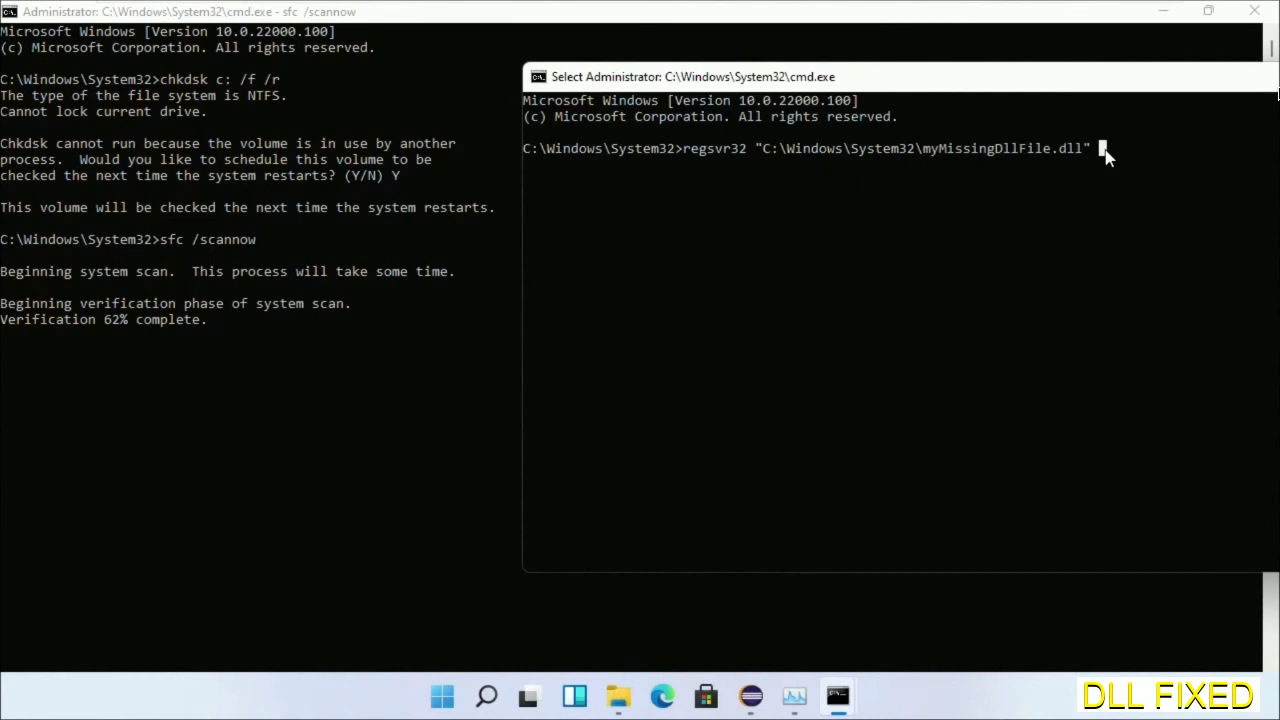 Administrator: C:\Windows\System32\cmd.exe - sfc /scannow
Microsoft Windows [Version 10.0.22000.100]
(c) Microsoft Corporation. All rights reserved.
C:\Windows\System32>chkdsk c: /f /r
The type of the file system is NTFS.
Cannot lock current drive.
Chkdsk cannot run because the volume is in use by another
process.  Would you like to schedule this volume to be
checked the next time the system restarts? (Y/N) Y
This volume will be checked the next time the system restarts.
C:\Windows\System32>sfc /scannow
Beginning system scan.  This process will take some time.
Beginning verification phase of system scan.
Verification 62% complete.
Select Administrator: C:\Windows\System32\cmd.exe
Microsoft Windows [Version 10.0.22000.100]
(c) Microsoft Corporation. All rights reserved.
C:\Windows\System32>regsvr32 "C:\Windows\System32\myMissingDllFile.dll"
DLL FIXED